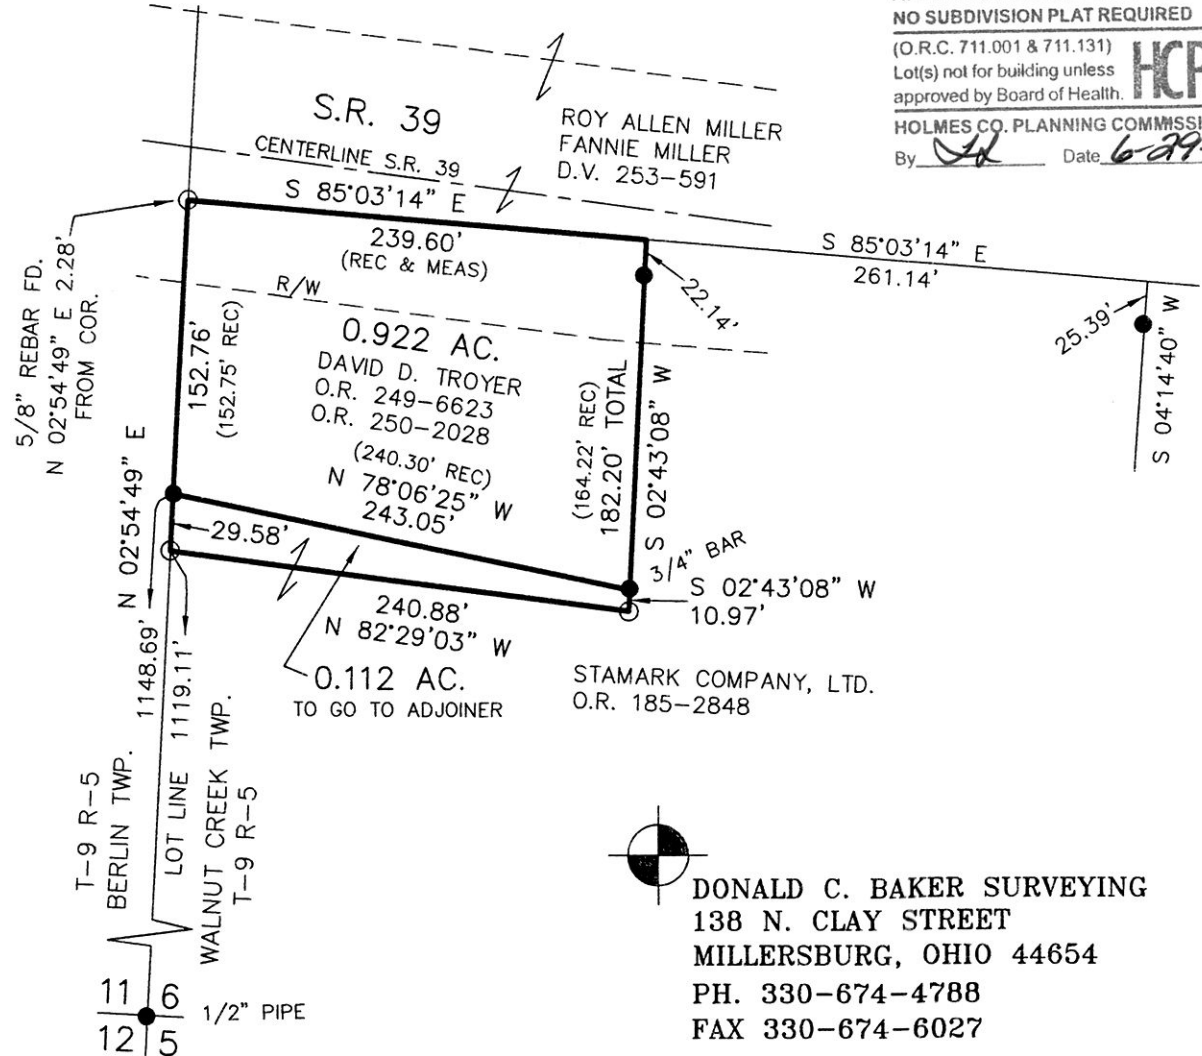 NO SUBDIVISION PLAT REQUIRED
(O.R.C. 711.001 & 711.131)
Lot(s) not for building unless
approved by Board of Health.
HCP
HOLMES CO. PLANNING COMMISSI
By Date 6-29-
S.R. 39
CENTERLINE S.R. 39
ROY ALLEN MILLER
FANNIE MILLER
D.V. 253-591
S 85°03'14" E
239.60'
(REC & MEAS)
S 85°03'14" E
261.14'
5/8" REBAR FD.
N 02°54'49" E 2.28'
FROM COR.
R/W
22.14'
25.39'
S 04°14'40" W
152.76'
(152.75' REC)
0.922 AC.
DAVID D. TROYER
O.R. 249-6623
O.R. 250-2028
(240.30' REC)
N 78°06'25" W
243.05'
(164.22' REC)
182.20' TOTAL
S 02°43'08" W
N 02°54'49" E
29.58'
3/4" BAR
S 02°43'08" W
10.97'
240.88'
N 82°29'03" W
0.112 AC.
TO GO TO ADJOINER
STAMARK COMPANY, LTD.
O.R. 185-2848
1148.69'
1119.11'
T-9 R-5
BERLIN TWP.
LOT LINE
WALNUT CREEK TWP.
T-9 R-5
11 6
12 5
1/2" PIPE
DONALD C. BAKER SURVEYING
138 N. CLAY STREET
MILLERSBURG, OHIO 44654
PH. 330-674-4788
FAX 330-674-6027